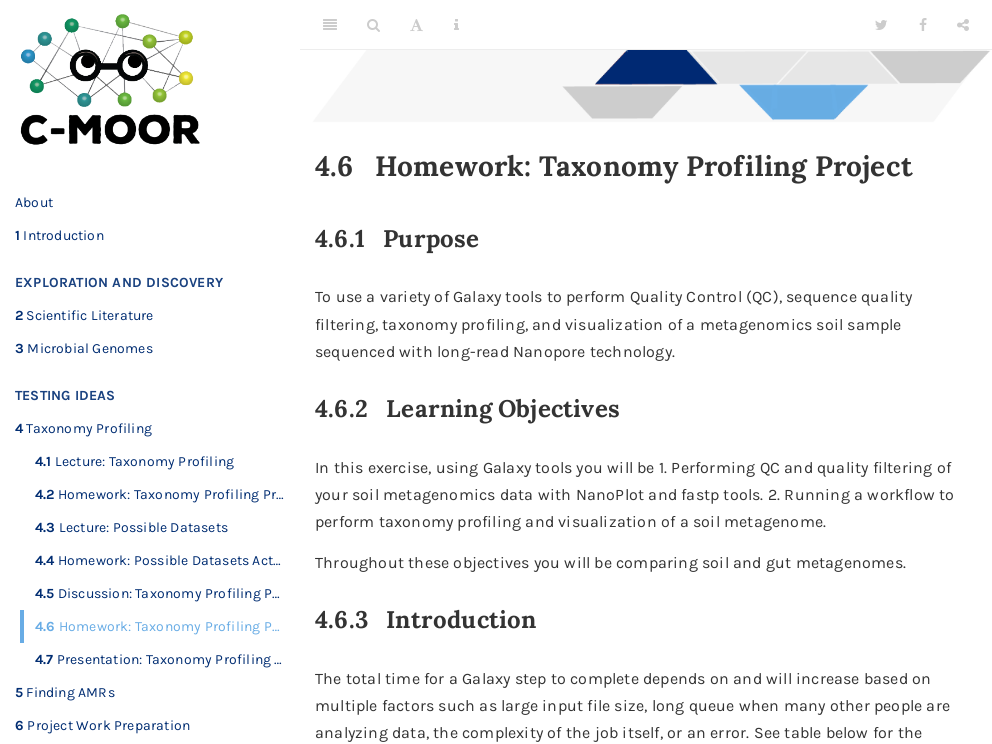 C-MOOR
About
1 Introduction
EXPLORATION AND DISCOVERY
2 Scientific Literature
3 Microbial Genomes
TESTING IDEAS
4 Taxonomy Profiling
4.1 Lecture: Taxonomy Profiling
4.2 Homework: Taxonomy Profiling Pr...
4.3 Lecture: Possible Datasets
4.4 Homework: Possible Datasets Act...
4.5 Discussion: Taxonomy Profiling P...
4.6 Homework: Taxonomy Profiling P...
4.7 Presentation: Taxonomy Profiling ...
5 Finding AMRs
6 Project Work Preparation
A
i
4.6 Homework: Taxonomy Profiling Project
4.6.1 Purpose
To use a variety of Galaxy tools to perform Quality Control (QC), sequence quality
filtering, taxonomy profiling, and visualization of a metagenomics soil sample
sequenced with long-read Nanopore technology.
4.6.2 Learning Objectives
In this exercise, using Galaxy tools you will be 1. Performing QC and quality filtering of
your soil metagenomics data with NanoPlot and fastp tools. 2. Running a workflow to
perform taxonomy profiling and visualization of a soil metagenome.
Throughout these objectives you will be comparing soil and gut metagenomes.
4.6.3 Introduction
The total time for a Galaxy step to complete depends on and will increase based on
multiple factors such as large input file size, long queue when many other people are
analyzing data, the complexity of the job itself, or an error. See table below for the